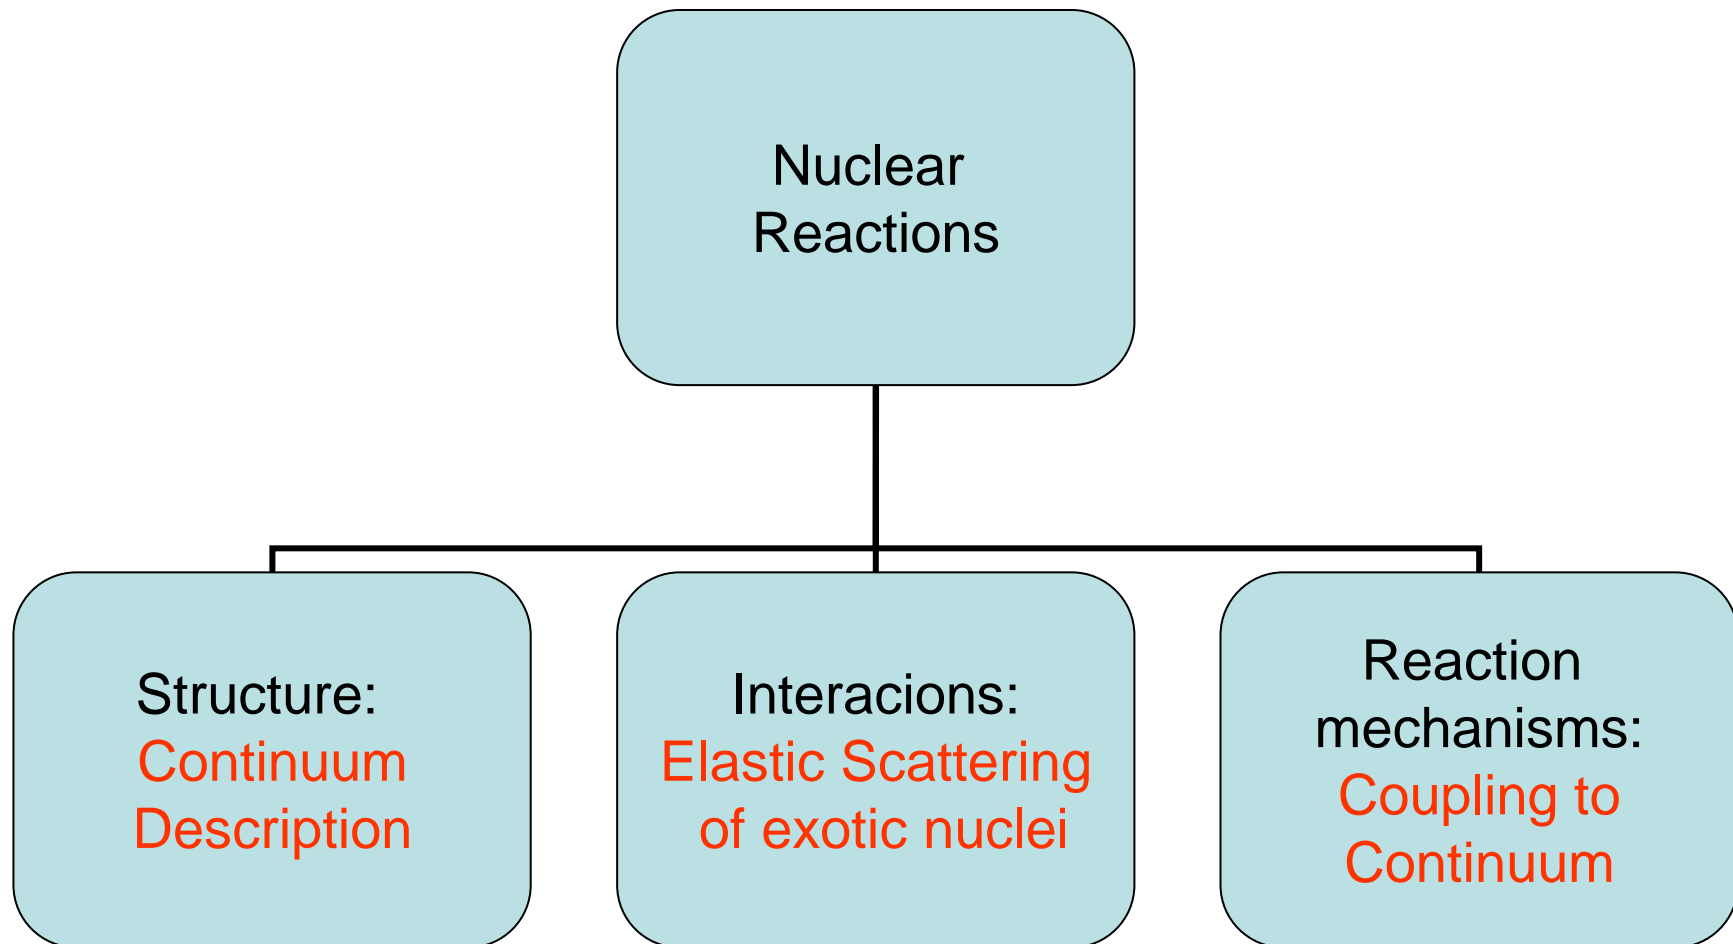 Nuclear
Reactions
Structure:
Continuum
Description
Interacions:
Elastic Scattering
of exotic nuclei
Reaction
mechanisms:
Coupling to
Continuum